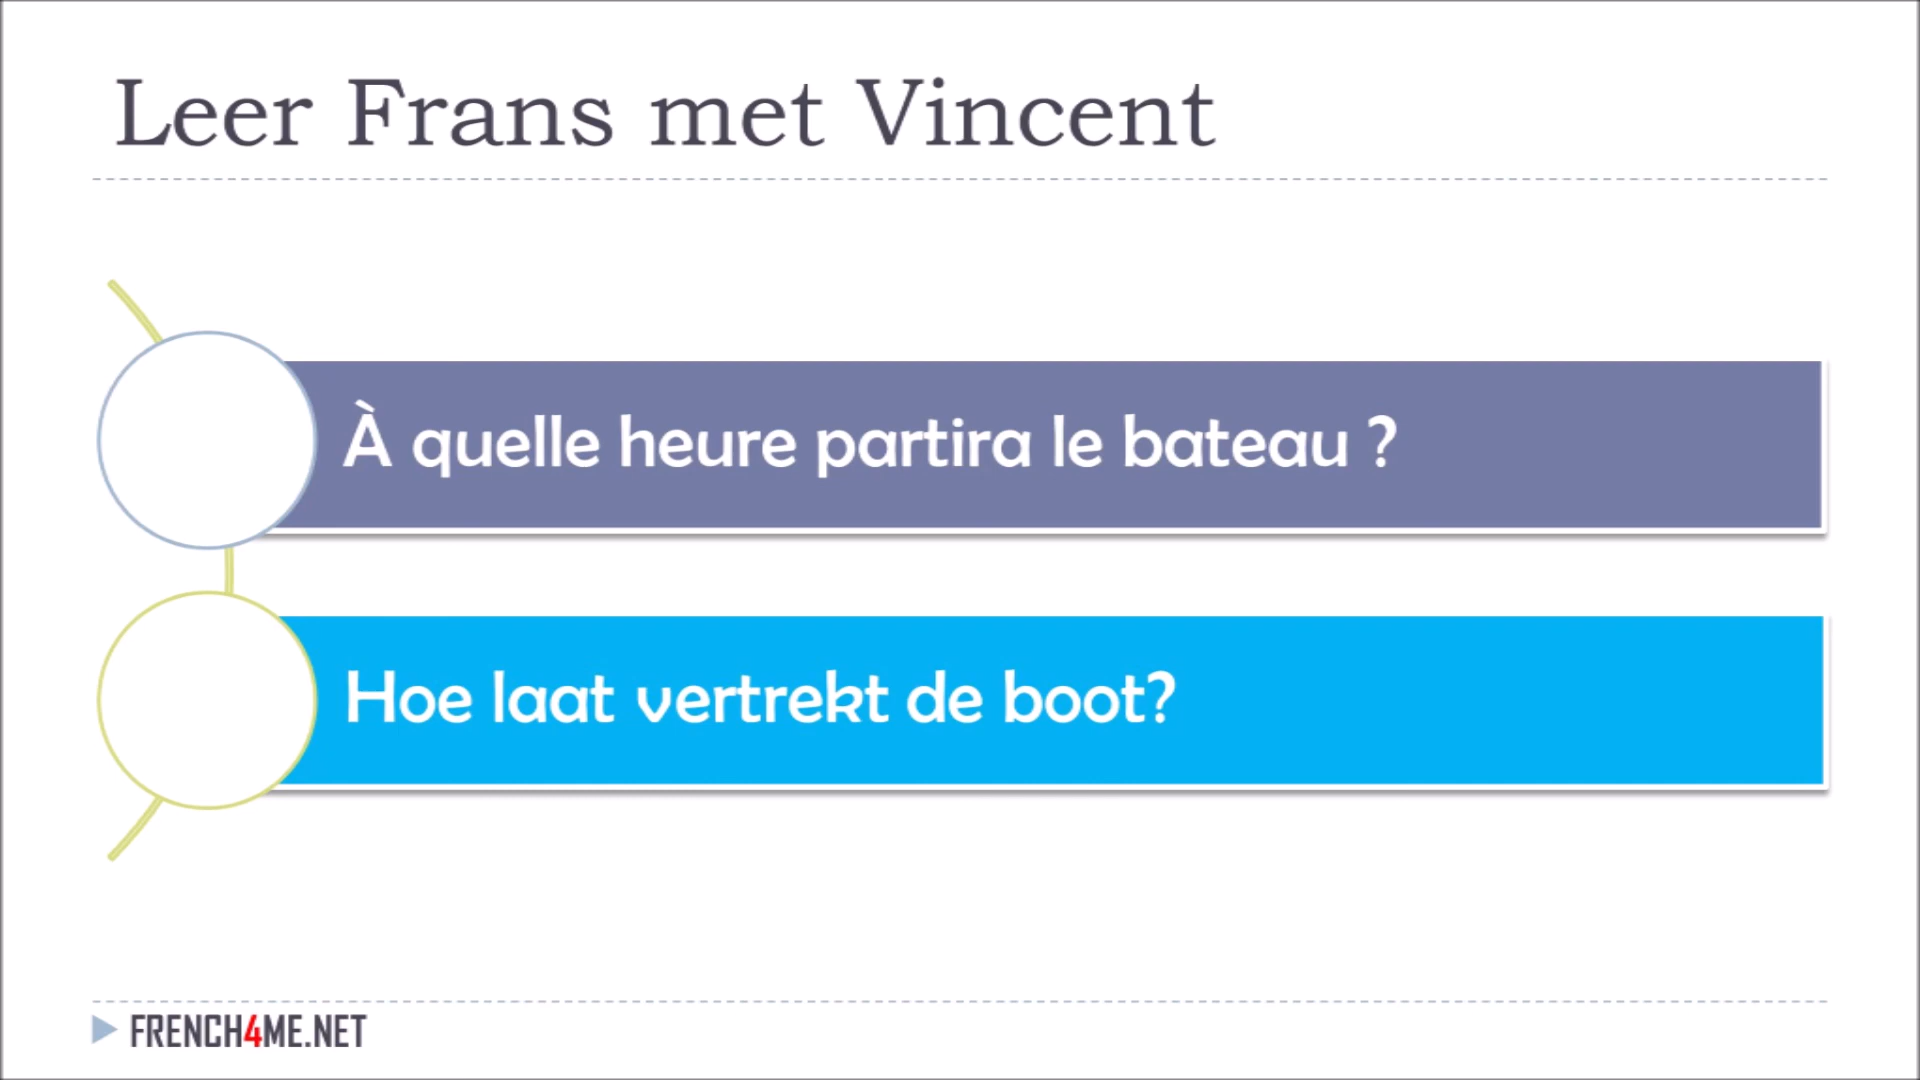 Leer Frans met Vincent
À quelle heure partira le bateau ?
Hoe laat vertrekt de boot?
FRENCH4ME.NET